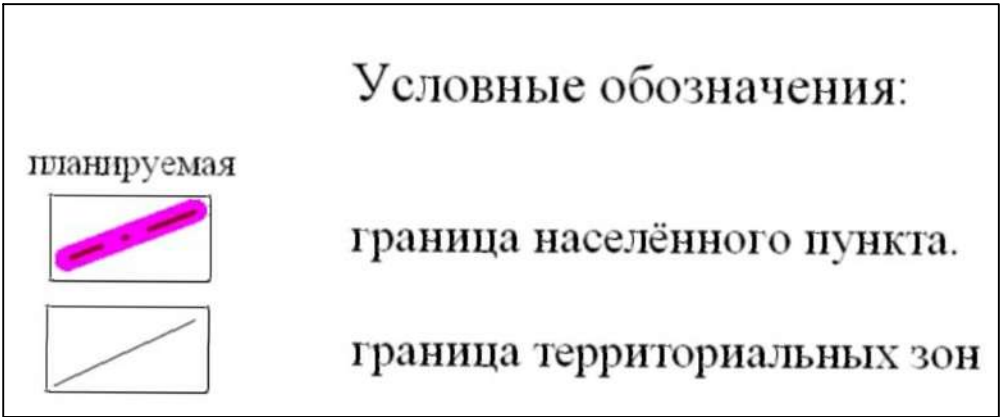 Условные обозначения:
планируемая
граница населённого пункта.
граница территориальных зон